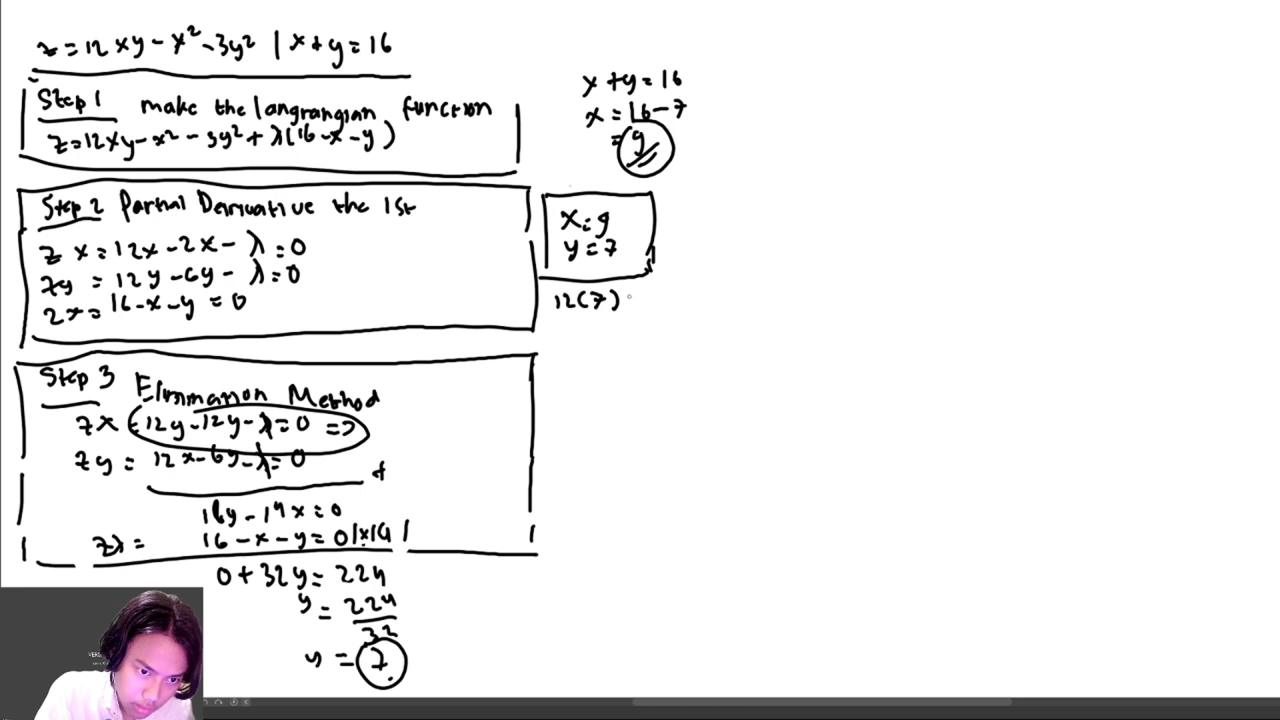 z=12xy-x²-3y² | x+y=16
Step 1 make the langrangian function
z=12xy-x²-3y²+λ(16-x-y)
Step 2 Partial Derivative the 1st
zx=12x-2x-λ=0
zy=12y-6y-λ=0
zx=16-x-y=0
Step 3 Elimination Method
zx=12y-12y-λ=0 =>
zy=12x-6y-λ=0
+
18y-14x=0
zλ= 16-x-y=0|x14|
0+32y=224
y=224
32
y=7
x+y=16
x=16-7
=9
x=9
y=7
12(7)